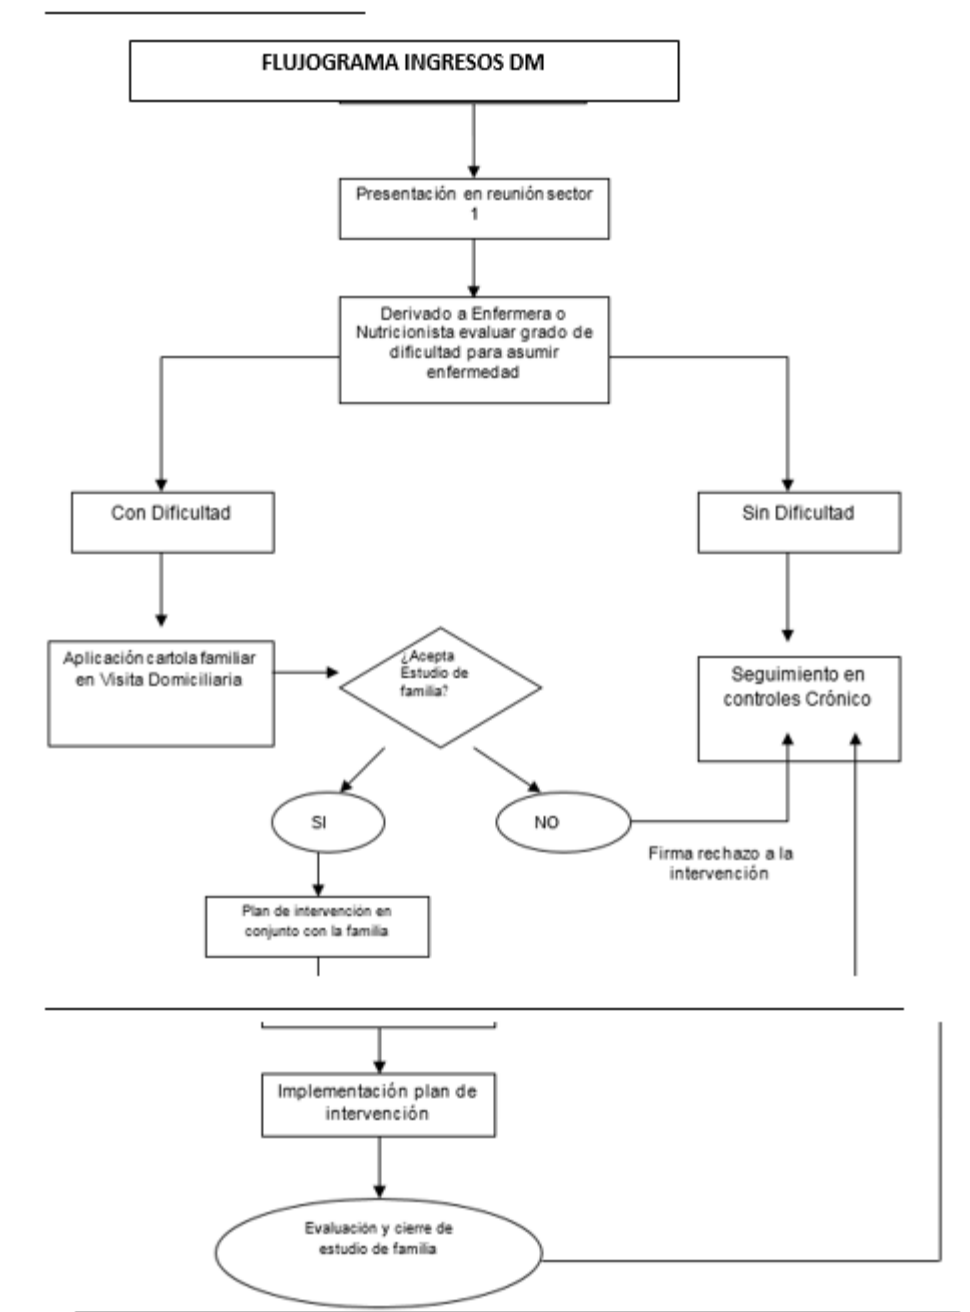 FLUJOGRAMA INGRESOS DM
Presentación en reunión sector
1
Derivado a Enfermera o
Nutricionista evaluar grado de
dificultad para asumir
enfermedad
Con Dificultad
Sin Dificultad
Aplicación cartola familiar
en Visita Domiciliaria
¿Acepta
Estudio de
familia?
Seguimiento en
controles Crónico
SI
NO
Firma rechazo a la
intervención
Plan de intervención en
conjunto con la familia
Implementación plan de
intervención
Evaluación y cierre de
estudio de familia